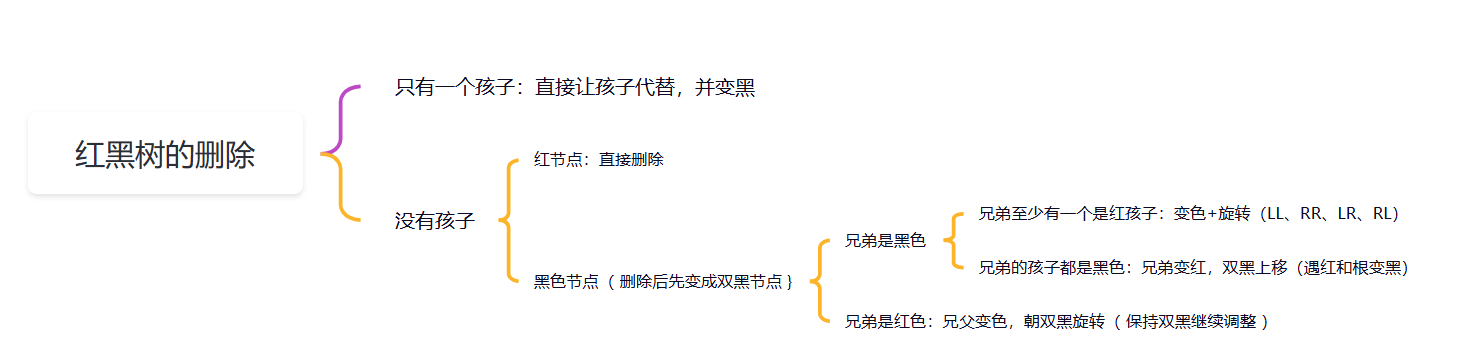 红黑树的删除
只有一个孩子：直接让孩子代替，并变黑
没有孩子
红节点：直接删除
黑色节点（ 删除后先变成双黑节点 }
兄弟是黑色
兄弟至少有一个是红孩子：变色+旋转（LL、RR、LR、RL）
兄弟的孩子都是黑色：兄弟变红，双黑上移（遇红和根变黑）
兄弟是红色：兄父变色，朝双黑旋转（ 保持双黑继续调整 ）